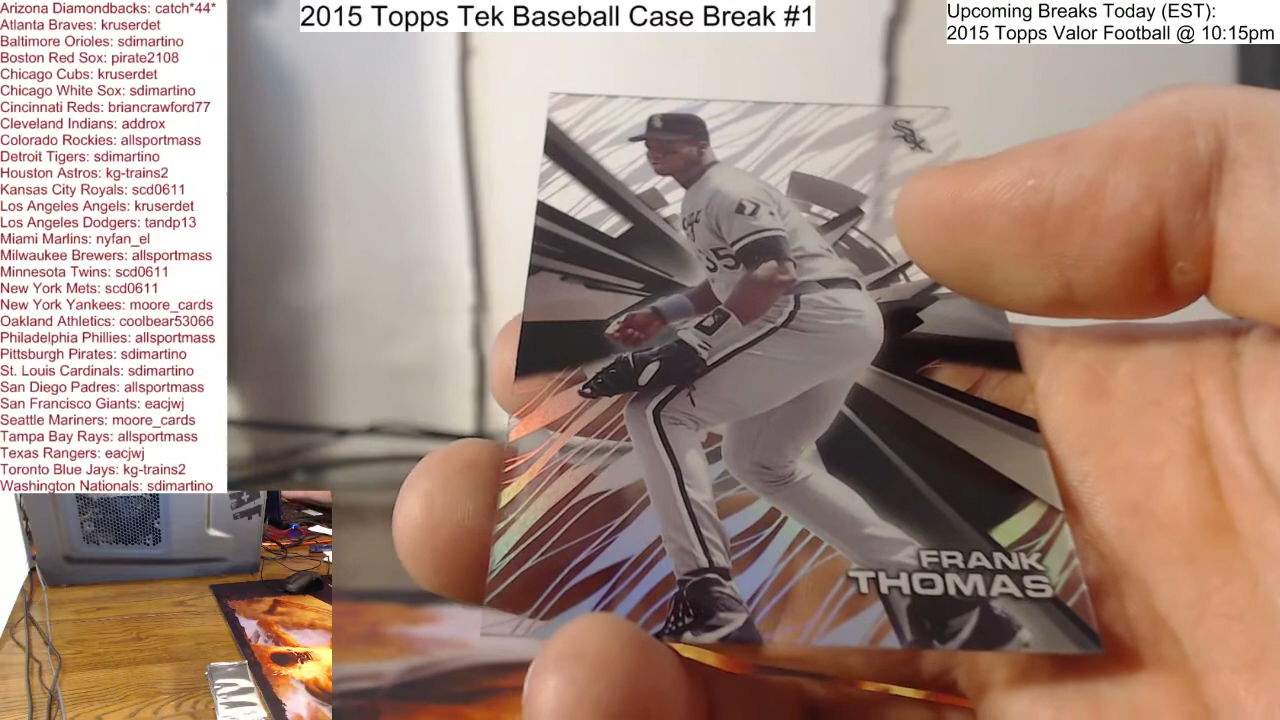 Arizona Diamondbacks: catch*44*
Atlanta Braves: kruserdet
Baltimore Orioles: sdimartino
Boston Red Sox: pirate2108
Chicago Cubs: kruserdet
Chicago White Sox: sdimartino
Cincinnati Reds: briancrawford77
Cleveland Indians: addrox
Colorado Rockies: allsportmass
Detroit Tigers: sdimartino
Houston Astros: kg-trains2
Kansas City Royals: scd0611
Los Angeles Angels: kruserdet
Los Angeles Dodgers: tandp13
Miami Marlins: nyfan_el
Milwaukee Brewers: allsportmass
Minnesota Twins: scd0611
New York Mets: scd0611
New York Yankees: moore_cards
Oakland Athletics: coolbear53066
Philadelphia Phillies: allsportmass
Pittsburgh Pirates: sdimartino
St. Louis Cardinals: sdimartino
San Diego Padres: allsportmass
San Francisco Giants: eacjwj
Seattle Mariners: moore_cards
Tampa Bay Rays: allsportmass
Texas Rangers: eacjwj
Toronto Blue Jays: kg-trains2
Washington Nationals: sdimartino
2015 Topps Tek Baseball Case Break #1
Upcoming Breaks Today (EST):
2015 Topps Valor Football @ 10:15pm
Sox
35
FRANK
THOMAS